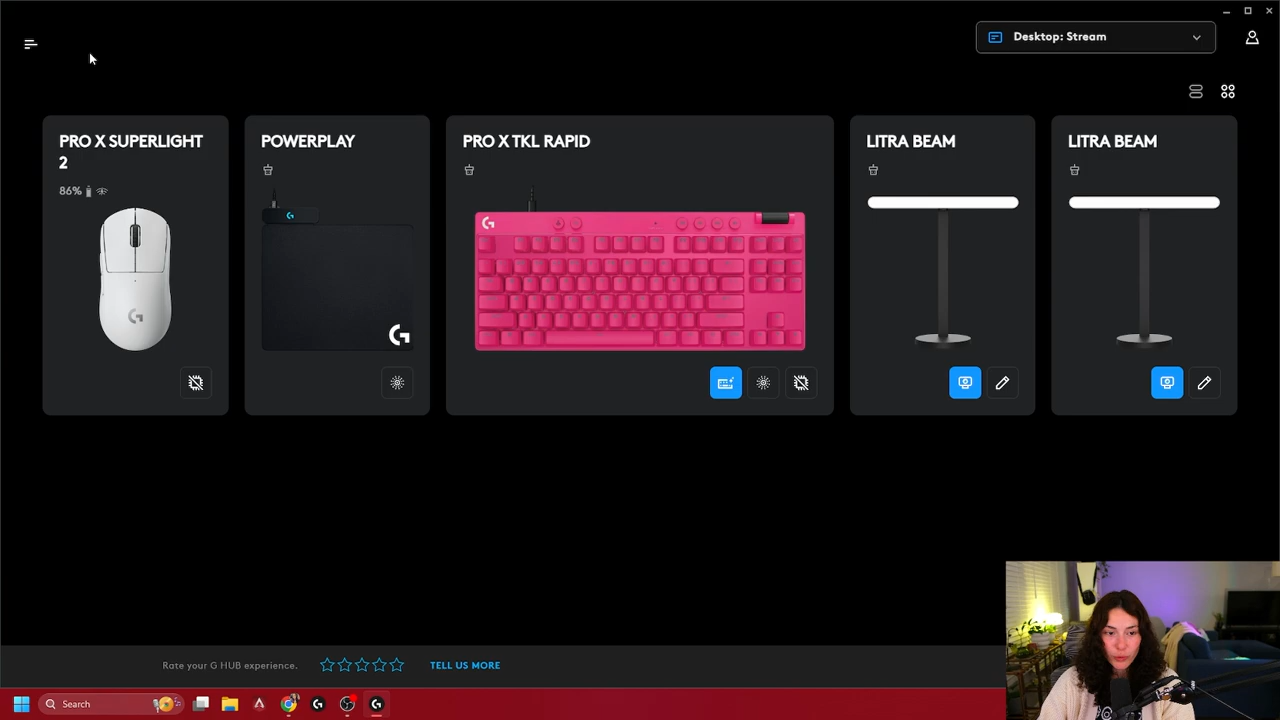 Desktop: Stream
PRO X SUPERLIGHT
2
86%
POWERPLAY
PRO X TKL RAPID
LITRA BEAM
LITRA BEAM
Rate your G HUB experience.
TELL US MORE
Search